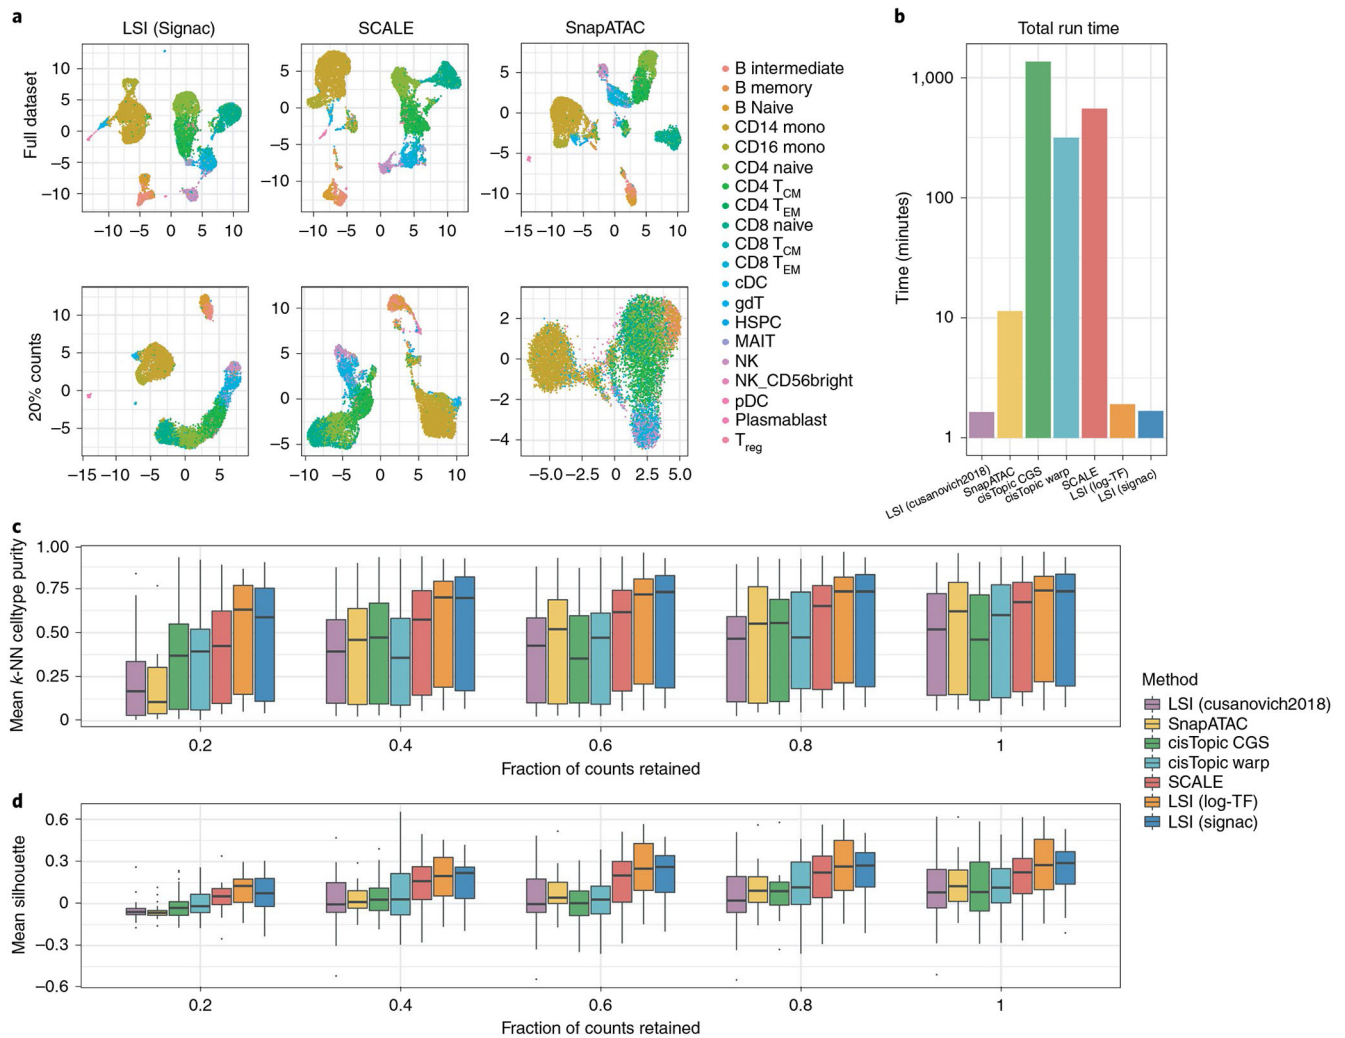 a
LSI (Signac)
SCALE
SnapATAC
Full dataset
10
5
0
−5
−10
−10 −5 0 5 10
5
0
−5
−10
−10 −5 0 5 10
5
0
−5
−10
−15 −10 −5 0 5 10
20% counts
10
5
0
−5
−15 −10 −5 0 5
10
5
0
−5
−10 −5 0 5 10
2
0
−2
−4
−5.0 −2.5 0 2.5 5.0
B intermediate
B memory
B Naive
CD14 mono
CD16 mono
CD4 naive
CD4 TCM
CD4 TEM
CD8 naive
CD8 TCM
CD8 TEM
cDC
gdT
HSPC
MAIT
NK
NK_CD56bright
pDC
Plasmablast
Treg
b
Total run time
Time (minutes)
1,000
100
10
1
LSI (cusanovich2018)
SnapATAC
cisTopic CGS
cisTopic warp
SCALE
LSI (log-TF)
LSI (signac)
c
Mean k-NN celltype purity
1.00
0.75
0.50
0.25
0
0.2 0.4 0.6 0.8 1
Fraction of counts retained
d
Mean silhouette
0.6
0.3
0
−0.3
−0.6
0.2 0.4 0.6 0.8 1
Fraction of counts retained
Method
LSI (cusanovich2018)
SnapATAC
cisTopic CGS
cisTopic warp
SCALE
LSI (log-TF)
LSI (signac)